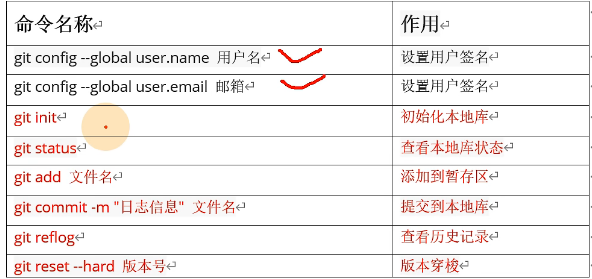 命令名称 作用
git config --global user.name 用户名 设置用户签名
git config --global user.email 邮箱 设置用户签名
git init 初始化本地库
git status 查看本地库状态
git add 文件名 添加到暂存区
git commit -m "日志信息" 文件名 提交到本地库
git reflog 查看历史记录
git reset --hard 版本号 版本穿梭